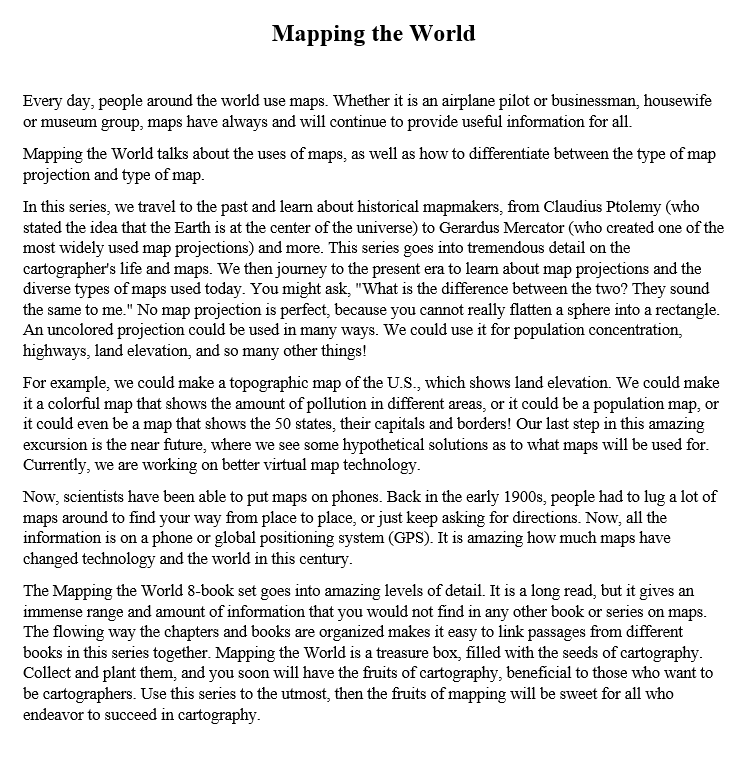 Mapping the World
Every day, people around the world use maps. Whether it is an airplane pilot or businessman, housewife
or museum group, maps have always and will continue to provide useful information for all.
Mapping the World talks about the uses of maps, as well as how to differentiate between the type of map
projection and type of map.
In this series, we travel to the past and learn about historical mapmakers, from Claudius Ptolemy (who
stated the idea that the Earth is at the center of the universe) to Gerardus Mercator (who created one of the
most widely used map projections) and more. This series goes into tremendous detail on the
cartographer's life and maps. We then journey to the present era to learn about map projections and the
diverse types of maps used today. You might ask, "What is the difference between the two? They sound
the same to me." No map projection is perfect, because you cannot really flatten a sphere into a rectangle.
An uncolored projection could be used in many ways. We could use it for population concentration,
highways, land elevation, and so many other things!
For example, we could make a topographic map of the U.S., which shows land elevation. We could make
it a colorful map that shows the amount of pollution in different areas, or it could be a population map, or
it could even be a map that shows the 50 states, their capitals and borders! Our last step in this amazing
excursion is the near future, where we see some hypothetical solutions as to what maps will be used for.
Currently, we are working on better virtual map technology.
Now, scientists have been able to put maps on phones. Back in the early 1900s, people had to lug a lot of
maps around to find your way from place to place, or just keep asking for directions. Now, all the
information is on a phone or global positioning system (GPS). It is amazing how much maps have
changed technology and the world in this century.
The Mapping the World 8-book set goes into amazing levels of detail. It is a long read, but it gives an
immense range and amount of information that you would not find in any other book or series on maps.
The flowing way the chapters and books are organized makes it easy to link passages from different
books in this series together. Mapping the World is a treasure box, filled with the seeds of cartography.
Collect and plant them, and you soon will have the fruits of cartography, beneficial to those who want to
be cartographers. Use this series to the utmost, then the fruits of mapping will be sweet for all who
endeavor to succeed in cartography.